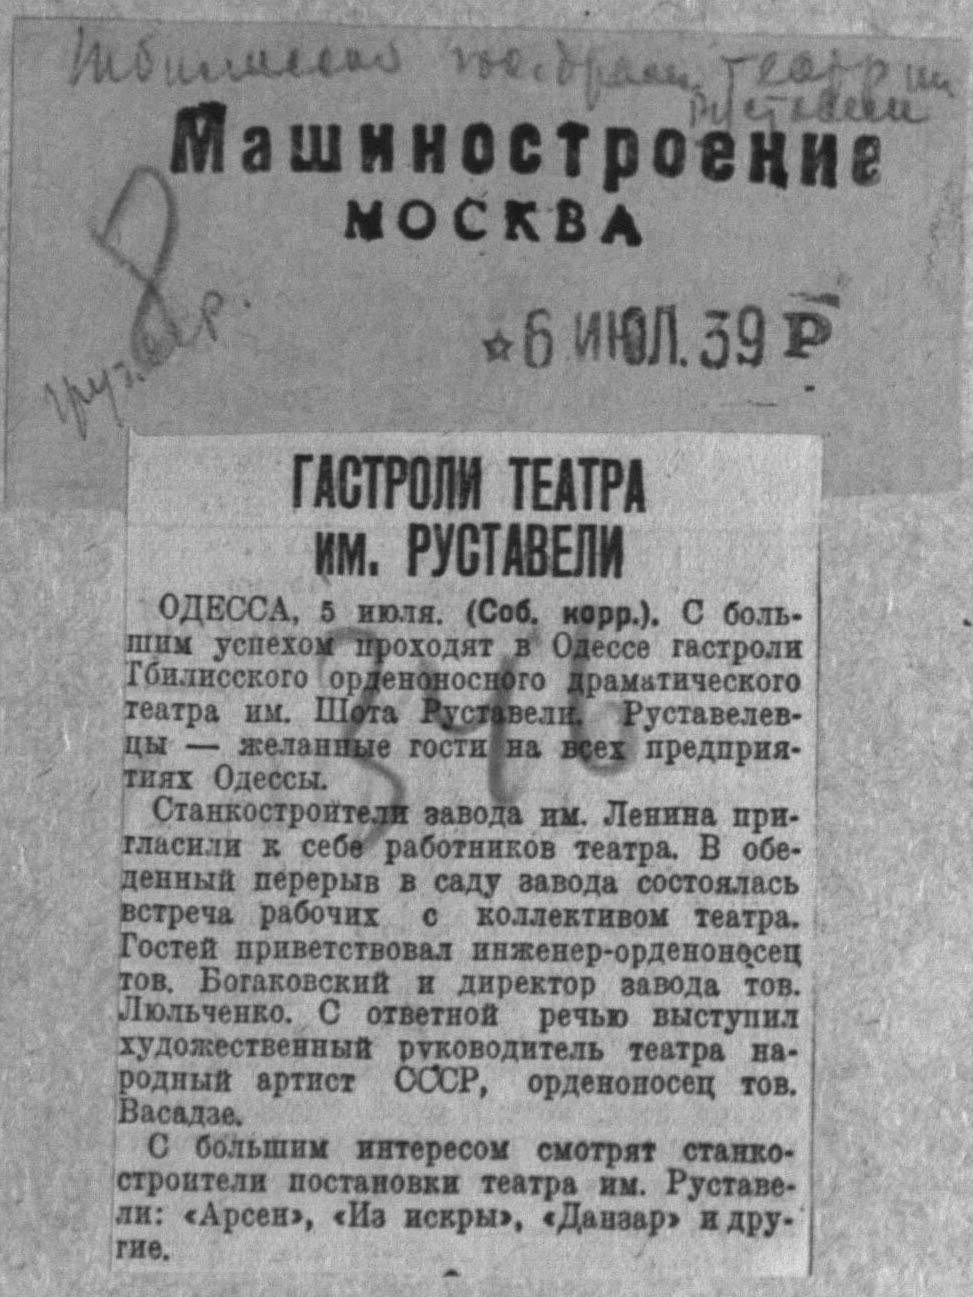 Тбилисский гос. драм. театр им.
Руставели
Машиностроение
МОСКВА
6 ИЮЛ. 39 Р
груз.
ГАСТРОЛИ ТЕАТРА
им. РУСТАВЕЛИ
ОДЕССА, 5 июля. (Соб. корр.). С боль-
шим успехом проходят в Одессе гастроли
Тбилисского орденоносного драматического
театра им. Шота Руставели. Руставелев-
цы — желанные гости на всех предприя-
тиях Одессы.
Станкостроители завода им. Ленина при-
гласили к себе работников театра. В обе-
денный перерыв в саду завода состоялась
встреча рабочих с коллективом театра.
Гостей приветствовал инженер-орденоносец
тов. Богаковский и директор завода тов.
Люльченко. С ответной речью выступил
художественный руководитель театра на-
родный артист СССР, орденоносец тов.
Васадзе.
С большим интересом смотрят станко-
строители постановки театра им. Руставе-
ли: «Арсен», «Из искры», «Данзар» и дру-
гие.